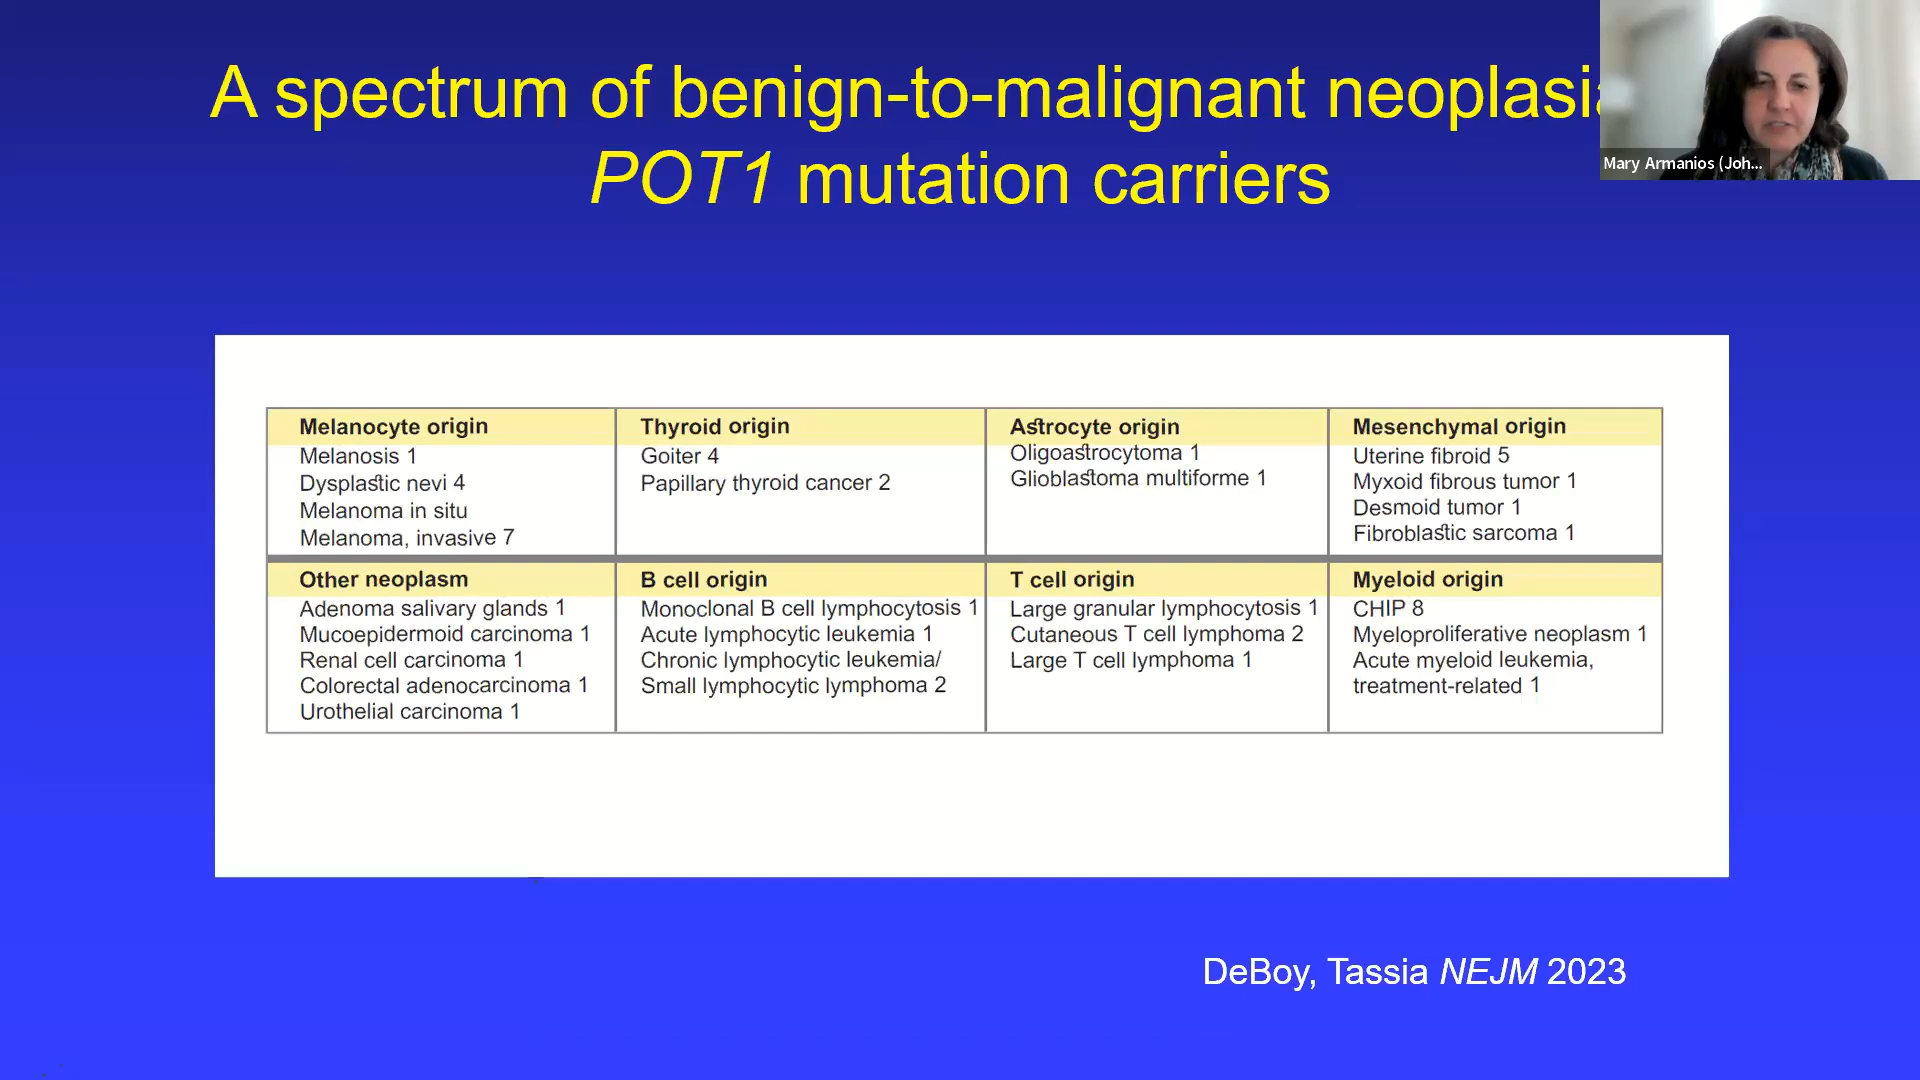 A spectrum of benign-to-malignant neoplasia
POT1 mutation carriers
Mary Armanios (Joh...
Melanocyte origin
Melanosis 1
Dysplastic nevi 4
Melanoma in situ
Melanoma, invasive 7
Thyroid origin
Goiter 4
Papillary thyroid cancer 2
Astrocyte origin
Oligoastrocytoma 1
Glioblastoma multiforme 1
Mesenchymal origin
Uterine fibroid 5
Myxoid fibrous tumor 1
Desmoid tumor 1
Fibroblastic sarcoma 1
Other neoplasm
Adenoma salivary glands 1
Mucoepidermoid carcinoma 1
Renal cell carcinoma 1
Colorectal adenocarcinoma 1
Urothelial carcinoma 1
B cell origin
Monoclonal B cell lymphocytosis 1
Acute lymphocytic leukemia 1
Chronic lymphocytic leukemia/
Small lymphocytic lymphoma 2
T cell origin
Large granular lymphocytosis 1
Cutaneous T cell lymphoma 2
Large T cell lymphoma 1
Myeloid origin
CHIP 8
Myeloproliferative neoplasm 1
Acute myeloid leukemia,
treatment-related 1
DeBoy, Tassia NEJM 2023